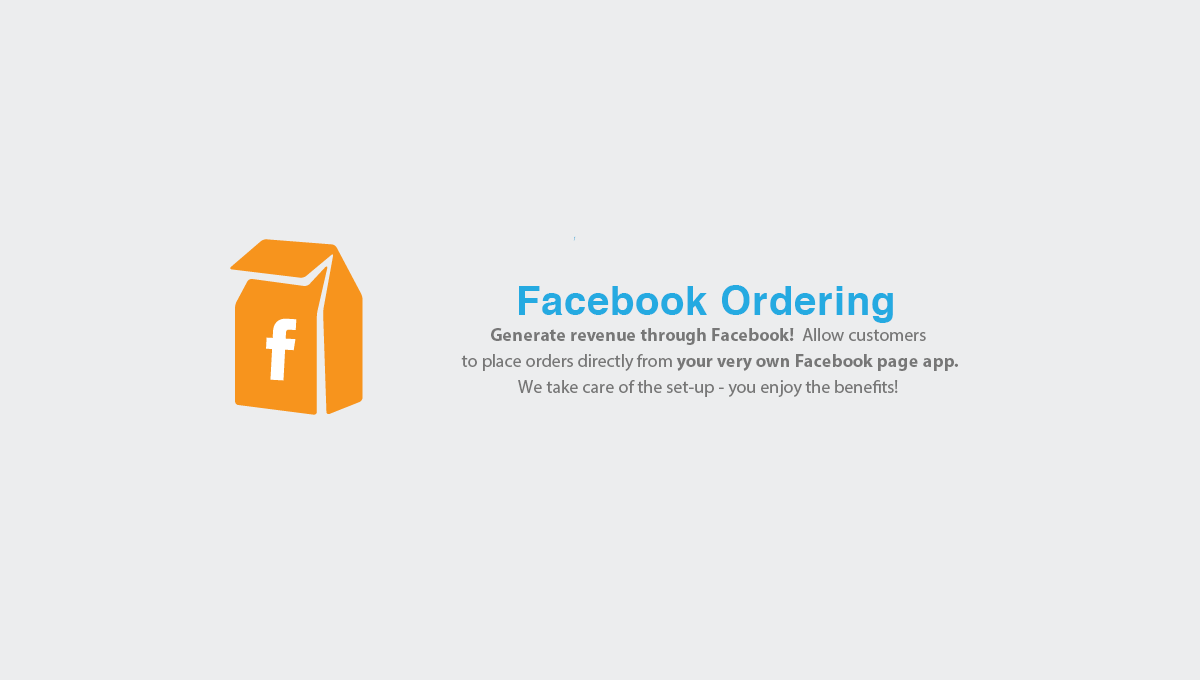 f
Facebook Ordering
Generate revenue through Facebook! Allow customers
to place orders directly from your very own Facebook page app.
We take care of the set-up - you enjoy the benefits!